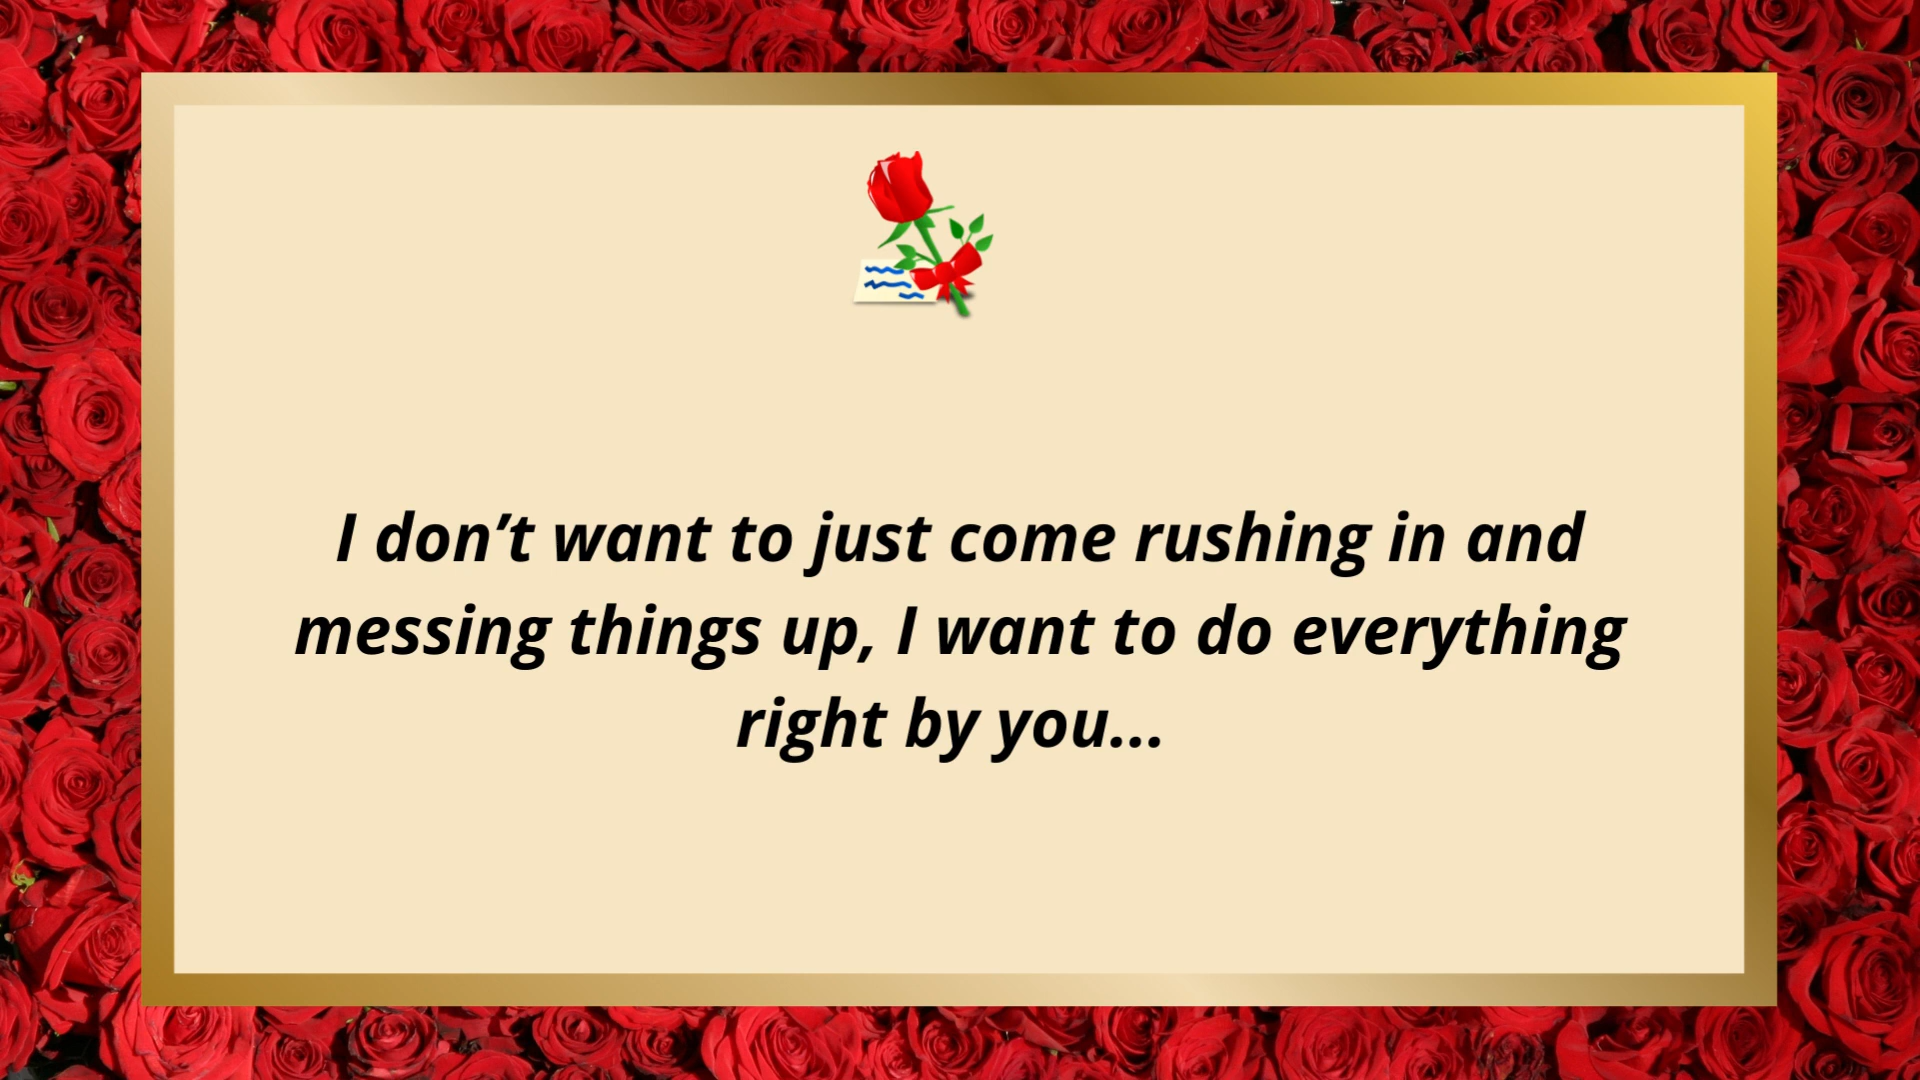 I don’t want to just come rushing in and
messing things up, I want to do everything
right by you...